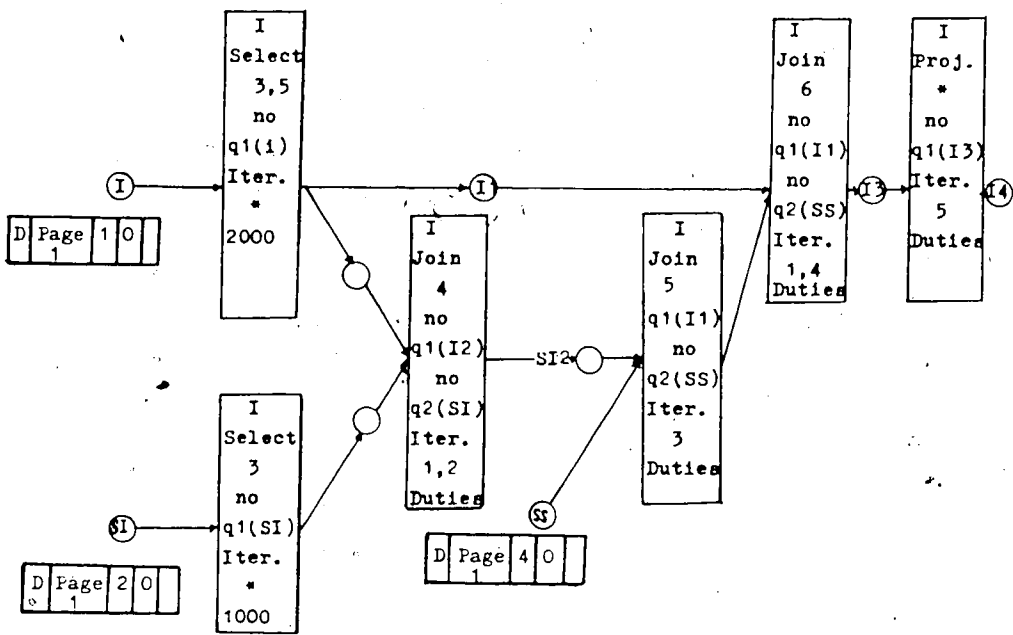 I
Select
3,5
no
q1(i)
Iter.
*
2000
I
D Page 1 1 0
I
Select
3
no
q1(SI)
Iter.
*
1000
SI
D Page 1 2 0
I
Join
4
no
q1(I2)
no
q2(SI)
Iter.
1,2
Duties
I1
SI2
SS
D Page 1 4 0
I
Join
5
q1(I1)
no
q2(SS)
Iter.
3
Duties
I
Join
6
no
q1(I1)
no
q2(SS)
Iter.
1,4
Duties
I3
I
Proj.
*
no
q1(I3)
Iter.
5
Duties
I4